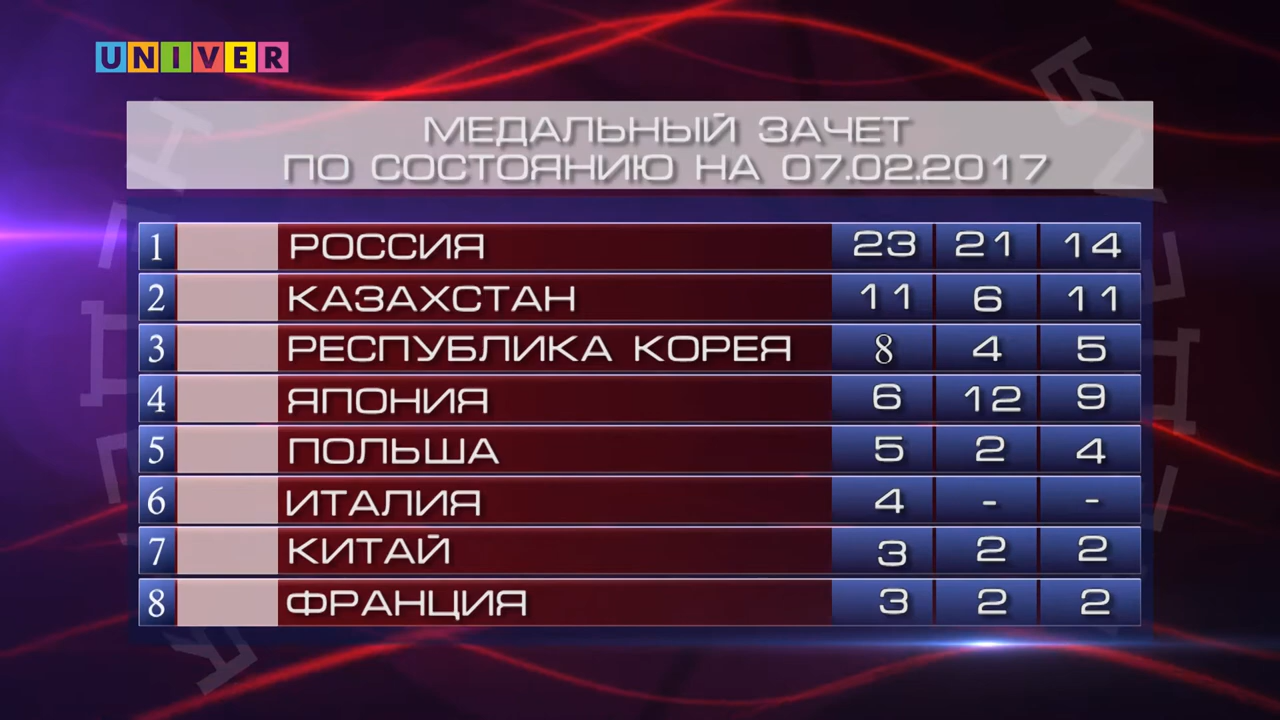 UNIVER
МЕДАЛЬНЫЙ ЗАЧЕТ
ПО СОСТОЯНИЮ НА 07.02.2017
1 РОССИЯ 23 21 14
2 КАЗАХСТАН 11 6 11
3 РЕСПУБЛИКА КОРЕЯ 8 4 5
4 ЯПОНИЯ 6 12 9
5 ПОЛЬША 5 2 4
6 ИТАЛИЯ 4 - -
7 КИТАЙ 3 2 2
8 ФРАНЦИЯ 3 2 2